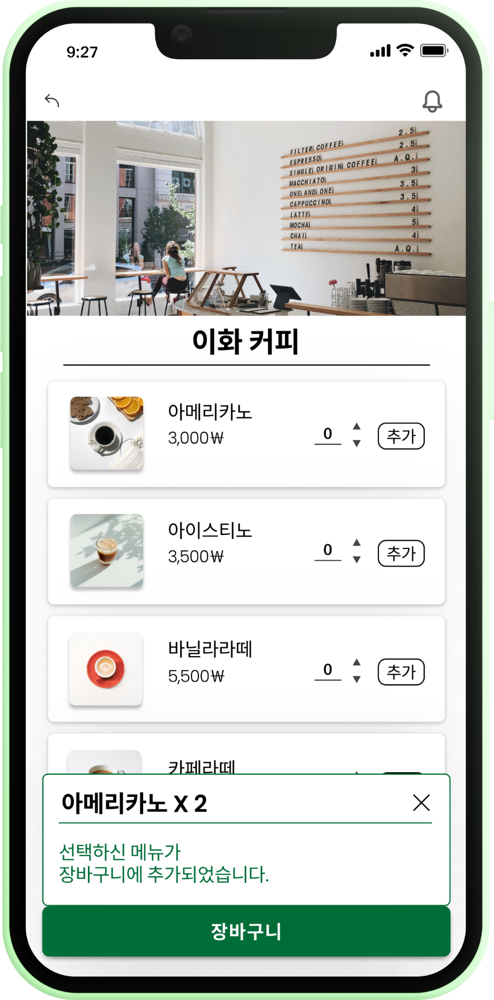 9:27
FILTER COFFEE 2.5
ESPRESSO 2.5
SINGLE ORIGIN COFFEE A.Q.
MACCHIATO 3
ONE AND ONE 3.5
CAPPUCCINO 3.5
LATTE 4
MOCHA 5
CHAI 4
TEA A.Q.
이화 커피
아메리카노
3,000₩
0
추가
아이스티노
3,500₩
0
추가
바닐라라떼
5,500₩
0
추가
카페라떼
아메리카노 X 2
선택하신 메뉴가
장바구니에 추가되었습니다.
장바구니